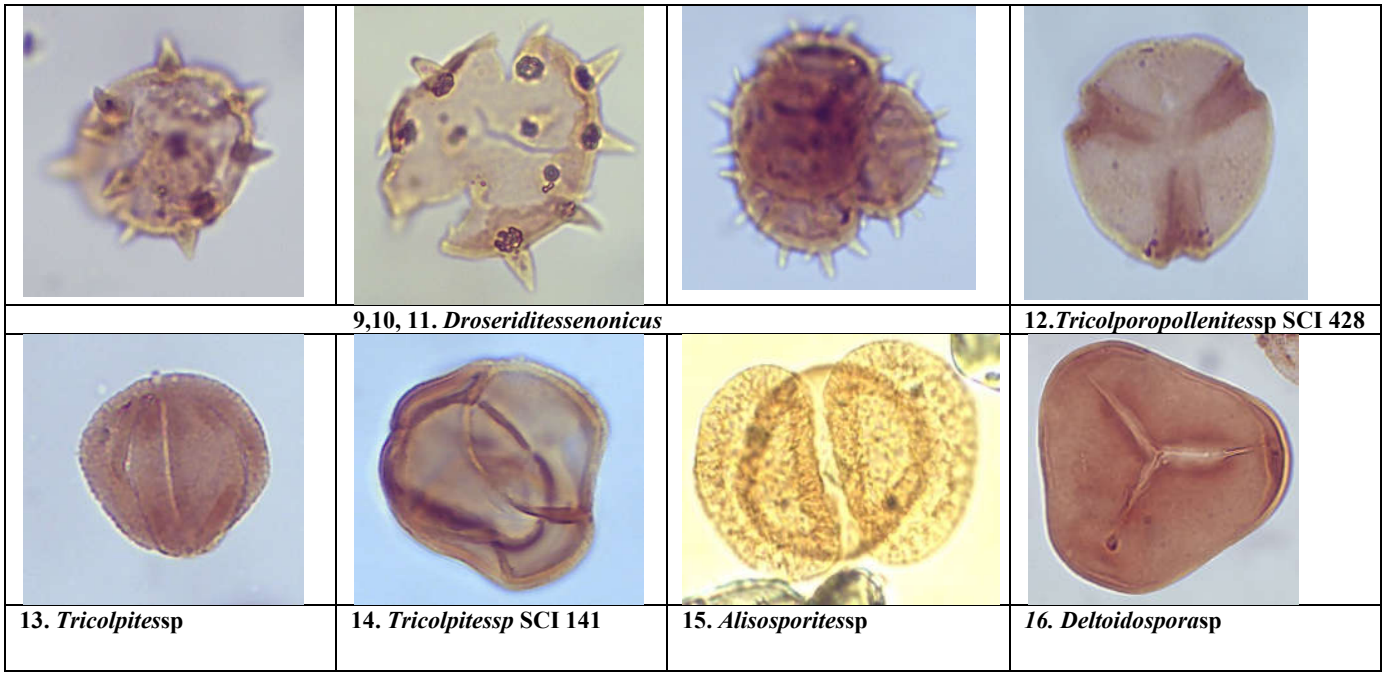 9,10, 11. Droseriditessenonicus
12.Tricolporopollenitessp SCI 428
13. Tricolpitessp
14. Tricolpitessp SCI 141
15. Alisosporitessp
16. Deltoidosporasp